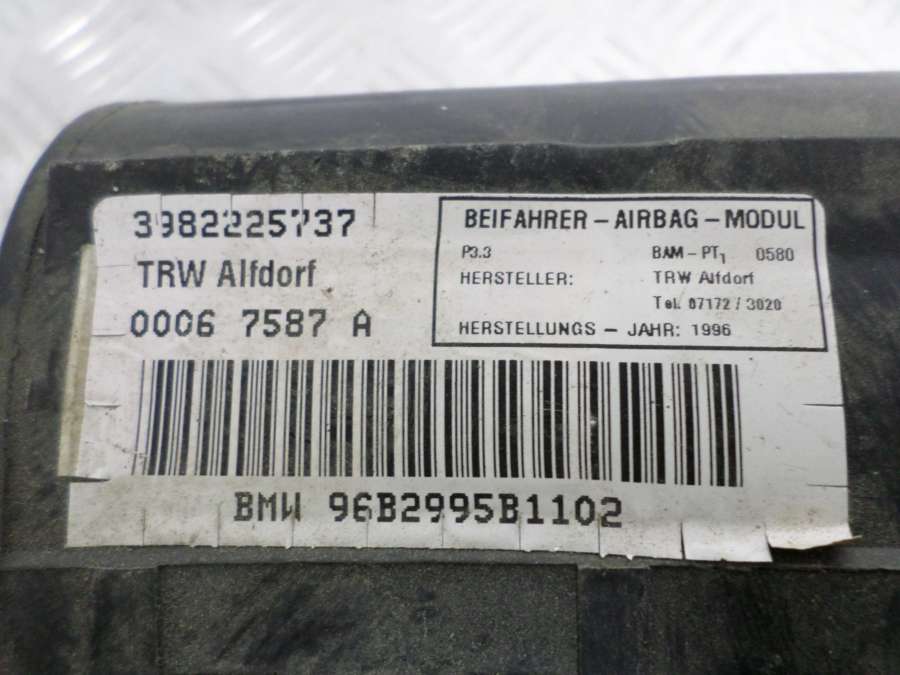 3982225737
TRW Alfdorf
0006 7587 A
BEIFAHRER-AIRBAG-MODUL
P3.3 BAM-PT1 0580
HERSTELLER: TRW Alfdorf
Tel. 07172/3020
HERSTELLUNGS-JAHR: 1996
BMW 96B2995B1102